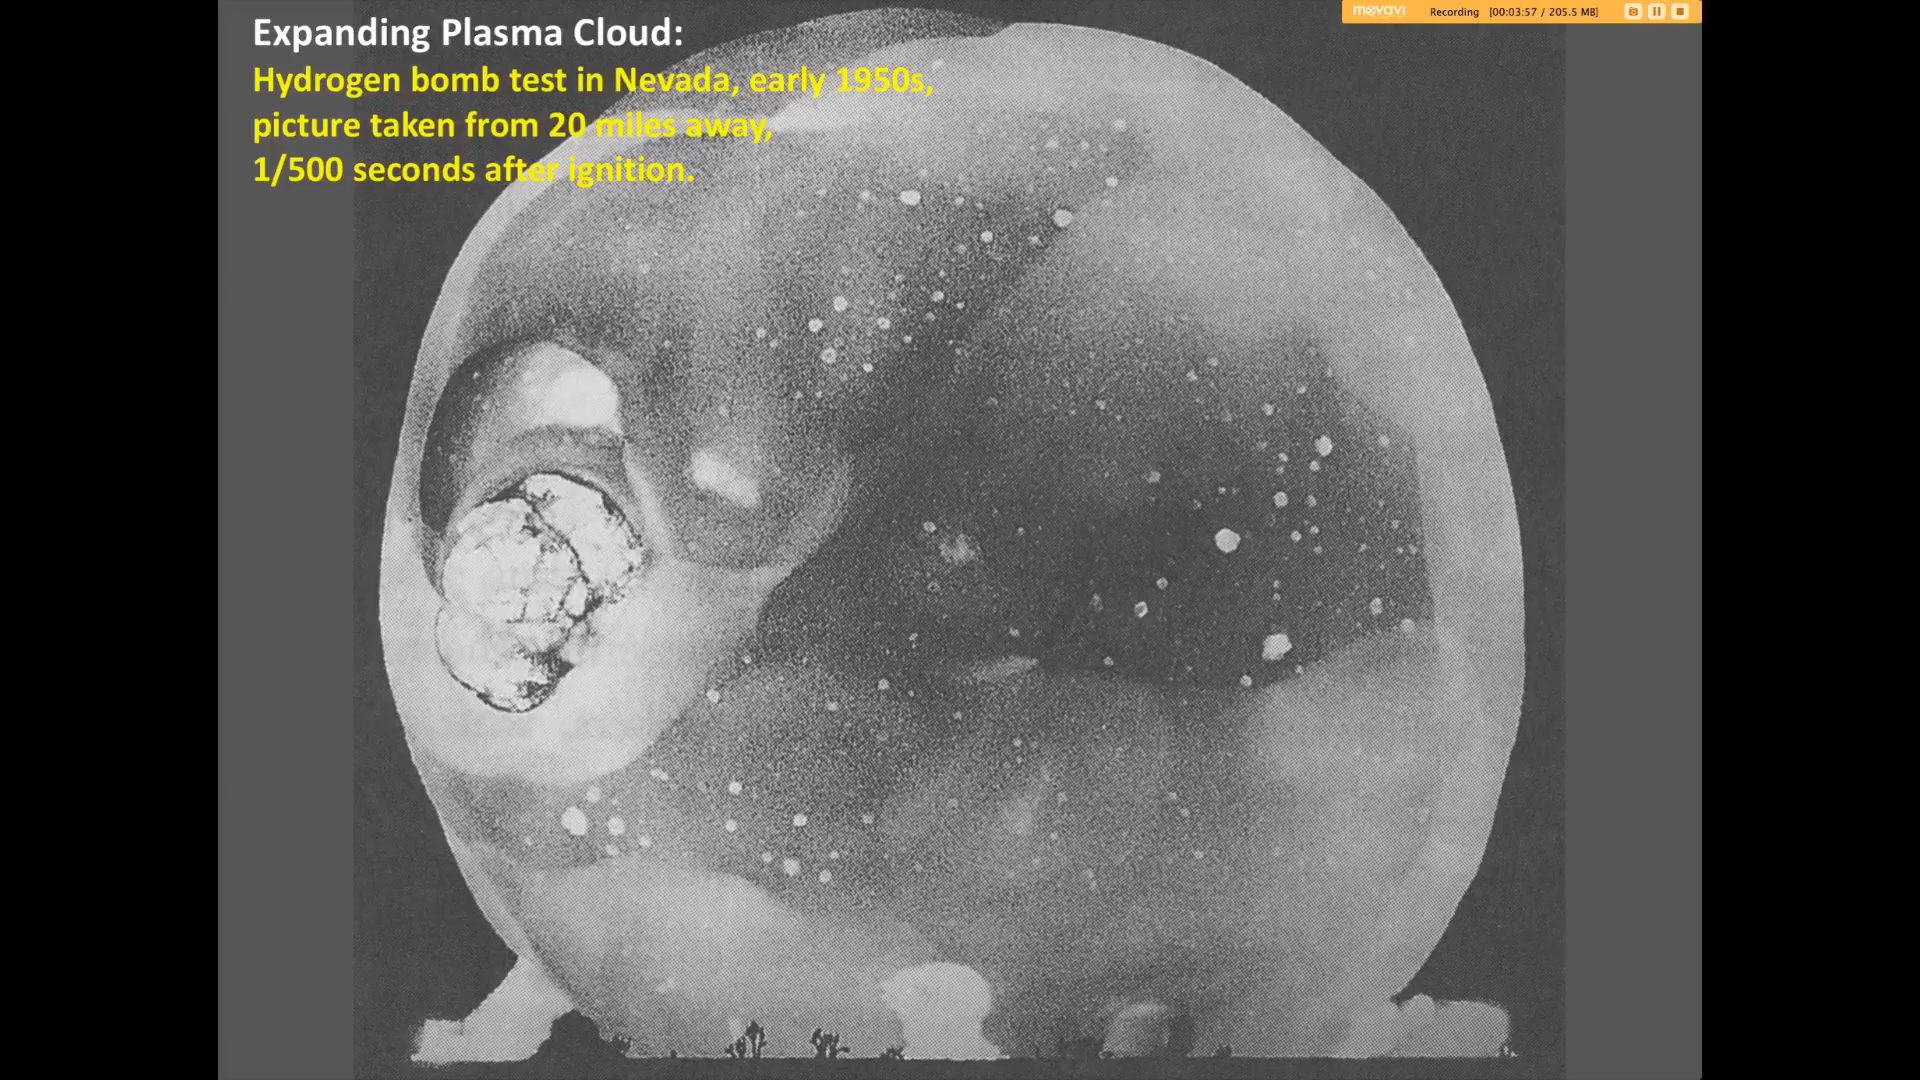 Expanding Plasma Cloud:
Hydrogen bomb test in Nevada, early 1950s,
picture taken from 20 miles away,
1/500 seconds after ignition.
movavi Recording [00:03:57 / 205.5 MB]